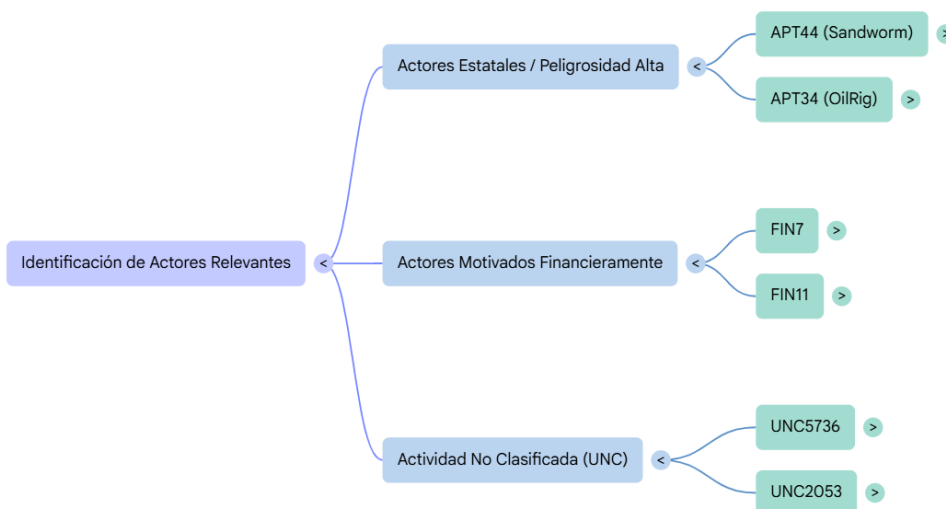 Identificación de Actores Relevantes
<
Actores Estatales / Peligrosidad Alta
<
APT44 (Sandworm)
>
APT34 (OilRig)
>
Actores Motivados Financieramente
<
FIN7
>
FIN11
>
Actividad No Clasificada (UNC)
<
UNC5736
>
UNC2053
>